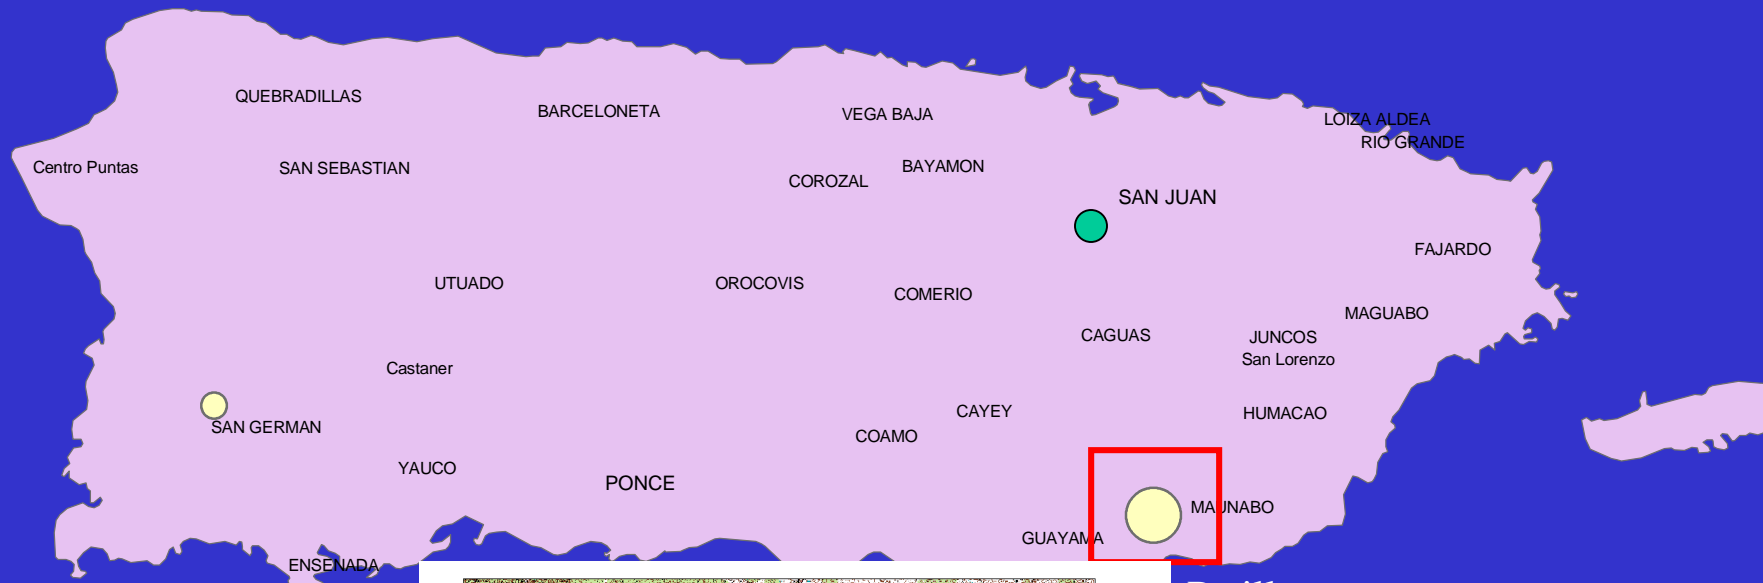 QUEBRADILLAS
BARCELONETA
VEGA BAJA
LOIZA ALDEA
RIO GRANDE
Centro Puntas
SAN SEBASTIAN
COROZAL
BAYAMON
SAN JUAN
FAJARDO
UTUADO
OROCOVIS
COMERIO
MAGUABO
CAGUAS
JUNCOS
San Lorenzo
Castaner
CAYEY
HUMACAO
SAN GERMAN
COAMO
YAUCO
PONCE
MAUNABO
GUAYAMA
ENSENADA